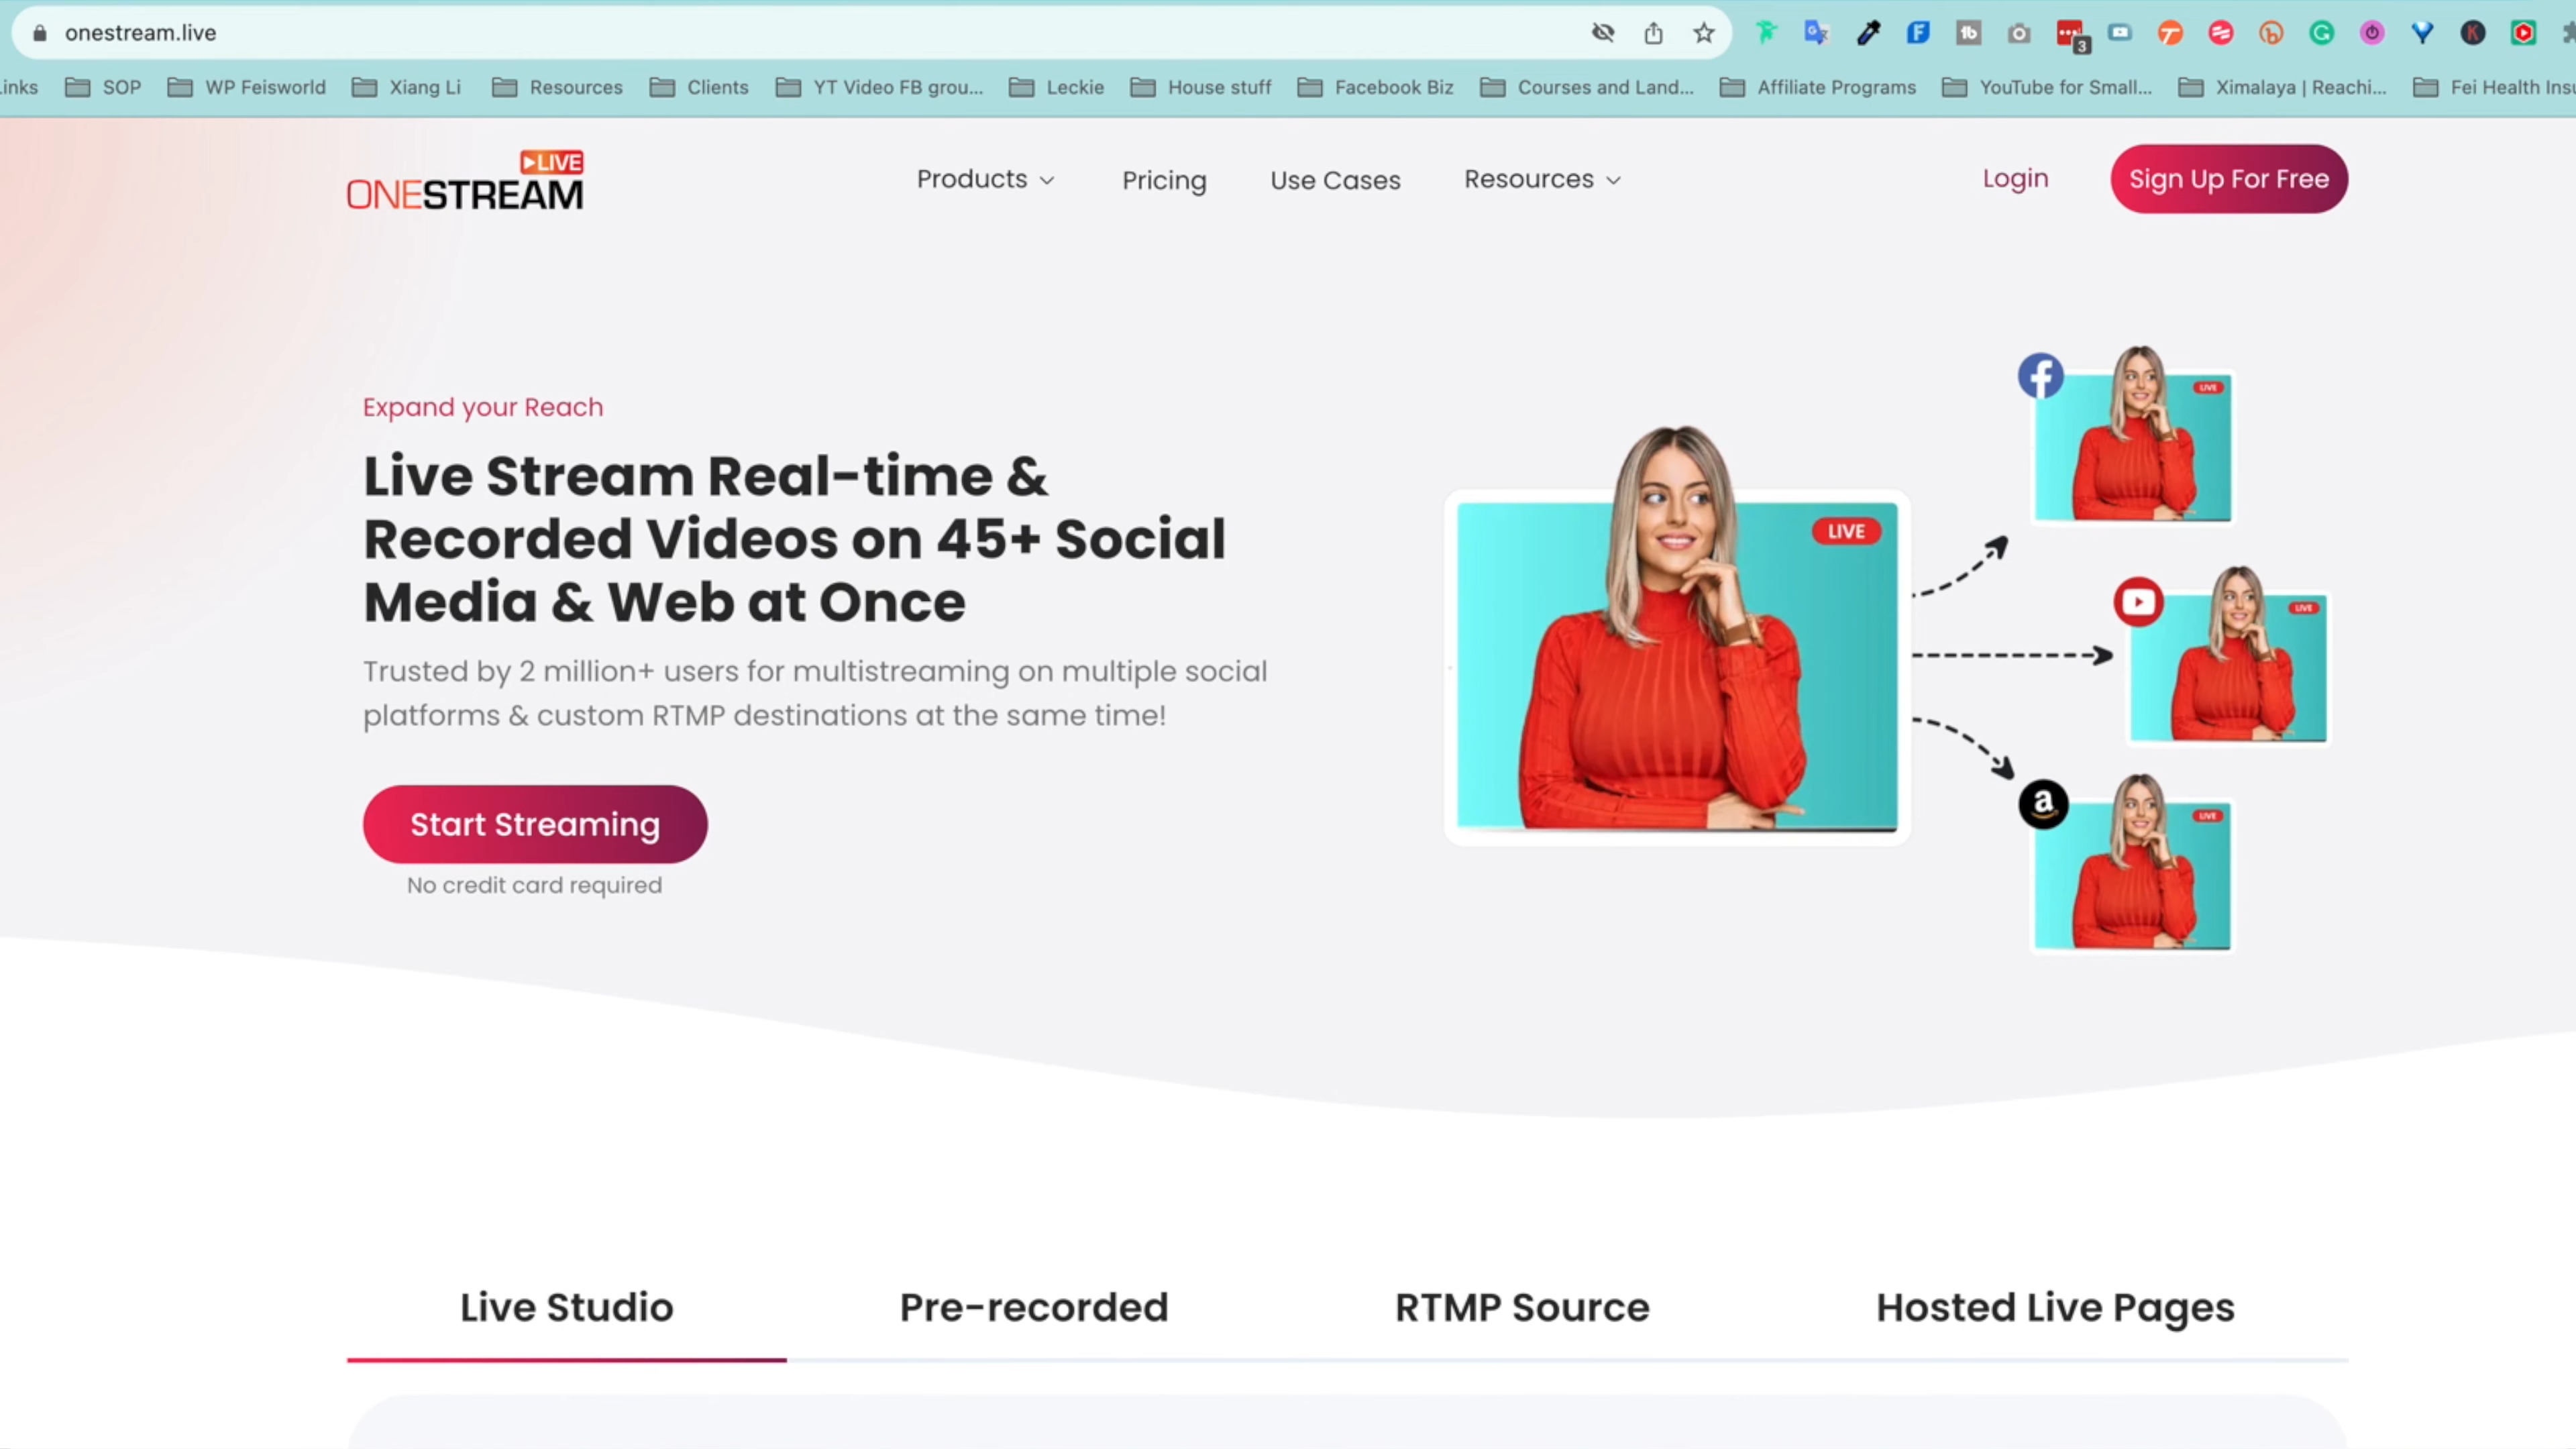 onestream.live
3
inks SOP WP Feisworld Xiang Li Resources Clients YT Video FB grou... Leckie House stuff Facebook Biz Courses and Land... Affiliate Programs YouTube for Small... Ximalaya | Reachi... Fei Health Insu
LIVE
ONESTREAM
Products Pricing Use Cases Resources Login Sign Up For Free
Expand your Reach
Live Stream Real-time &
Recorded Videos on 45+ Social
Media & Web at Once
Trusted by 2 million+ users for multistreaming on multiple social
platforms & custom RTMP destinations at the same time!
Start Streaming
No credit card required
LIVE
LIVE
LIVE
LIVE
Live Studio Pre-recorded RTMP Source Hosted Live Pages